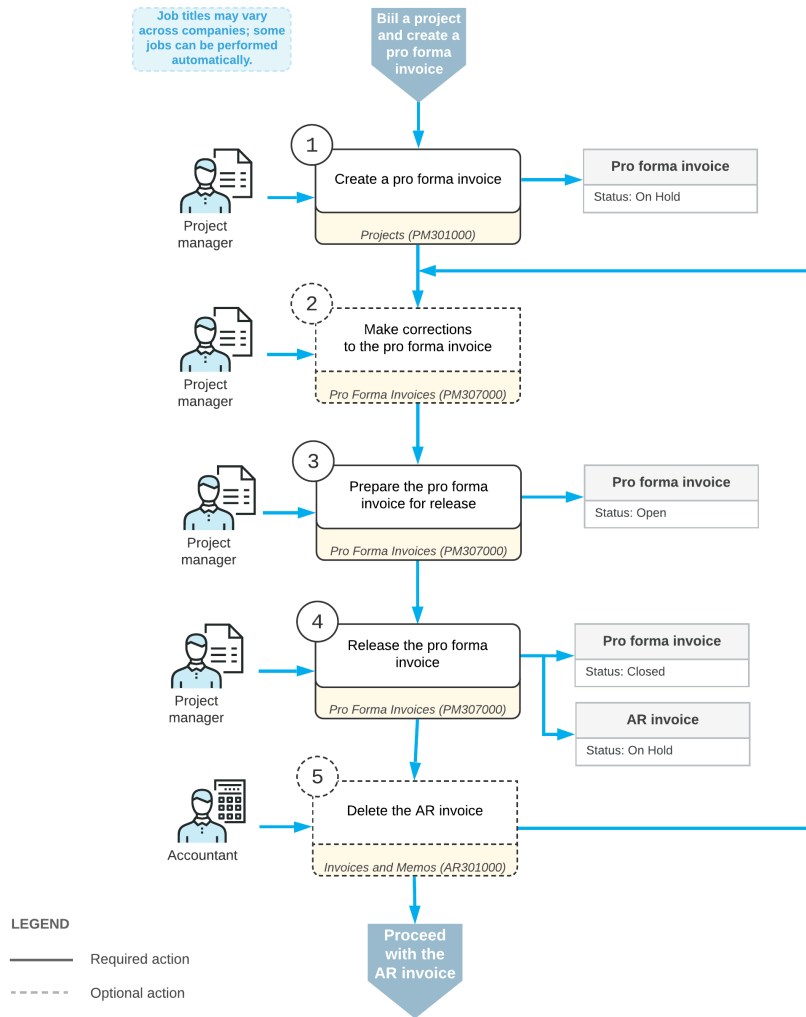 Job titles may vary
across companies; some
jobs can be performed
automatically.
Biil a project
and create a
pro forma
invoice
1
Create a pro forma invoice
Projects (PM301000)
Project
manager
Pro forma invoice
Status: On Hold
2
Make corrections
to the pro forma invoice
Pro Forma Invoices (PM307000)
Project
manager
3
Prepare the pro forma
invoice for release
Pro Forma Invoices (PM307000)
Project
manager
Pro forma invoice
Status: Open
4
Release the pro forma
invoice
Pro Forma Invoices (PM307000)
Project
manager
Pro forma invoice
Status: Closed
AR invoice
Status: On Hold
5
Delete the AR invoice
Invoices and Memos (AR301000)
Accountant
Proceed
with the
AR invoice
LEGEND
Required action
Optional action